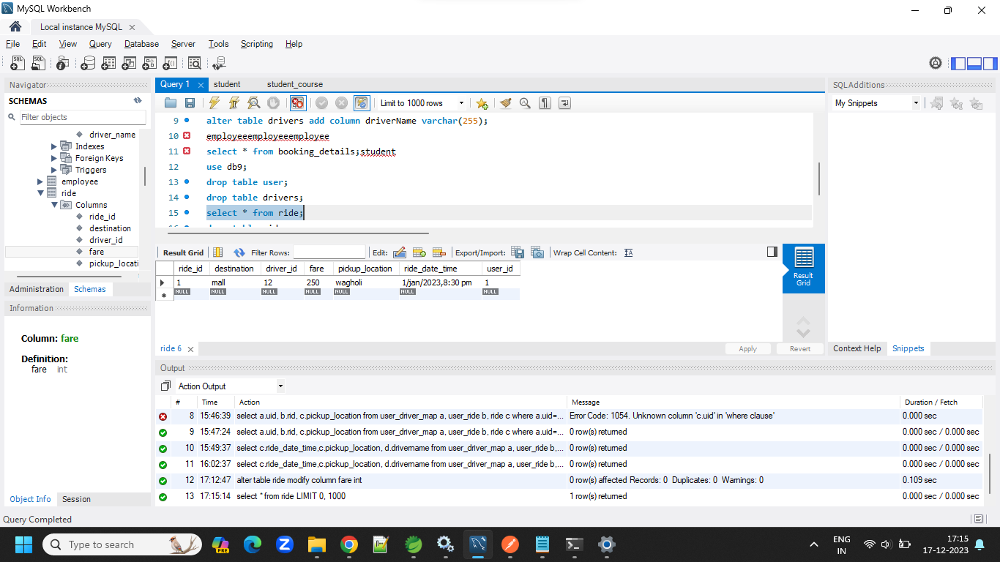 MySQL Workbench
Local instance MySQL
File Edit View Query Database Server Tools Scripting Help
Navigator
SCHEMAS
Filter objects
driver_name
Indexes
Foreign Keys
Triggers
employee
ride
Columns
ride_id
destination
driver_id
fare
pickup_locati
Administration Schemas
Information
Column: fare
Definition:
fare int
Object Info Session
Query 1 student student_course
Limit to 1000 rows
9 alter table drivers add column driverName varchar(255);
10 employeeemployeeemployee
11 select * from booking_details;student
12 use db9;
13 drop table user;
14 drop table drivers;
15 select * from ride;
Result Grid Filter Rows: Edit: Export/Import: Wrap Cell Content:
ride_id destination driver_id fare pickup_location ride_date_time user_id
1 mall 12 250 wagholi 1/jan/2023,8:30 pm 1
NULL NULL NULL NULL NULL NULL NULL
Result
Grid
ride 6 Apply Revert
SQLAdditions
My Snippets
Context Help Snippets
Output
Action Output
# Time Action Message Duration / Fetch
8 15:46:39 select a.uid, b.rid, c.pickup_location from user_driver_map a, user_ride b, ride c where a.uid=... Error Code: 1054. Unknown column 'c.uid' in 'where clause' 0.000 sec
9 15:47:24 select a.uid, b.rid, c.pickup_location from user_driver_map a, user_ride b, ride c where a.uid=... 0 row(s) returned 0.000 sec / 0.000 sec
10 15:49:37 select c.ride_date_time,c.pickup_location, d.drivername from user_driver_map a, user_ride b,... 0 row(s) returned 0.000 sec / 0.000 sec
11 16:02:37 select c.ride_date_time,c.pickup_location, d.drivername from user_driver_map a, user_ride b,... 0 row(s) returned 0.000 sec / 0.000 sec
12 17:12:47 alter table ride modify column fare int 0 row(s) affected Records: 0 Duplicates: 0 Warnings: 0 0.109 sec
13 17:15:14 select * from ride LIMIT 0, 1000 1 row(s) returned 0.000 sec / 0.000 sec
Query Completed
Type to search
PRE
ENG
IN
17:15
17-12-2023